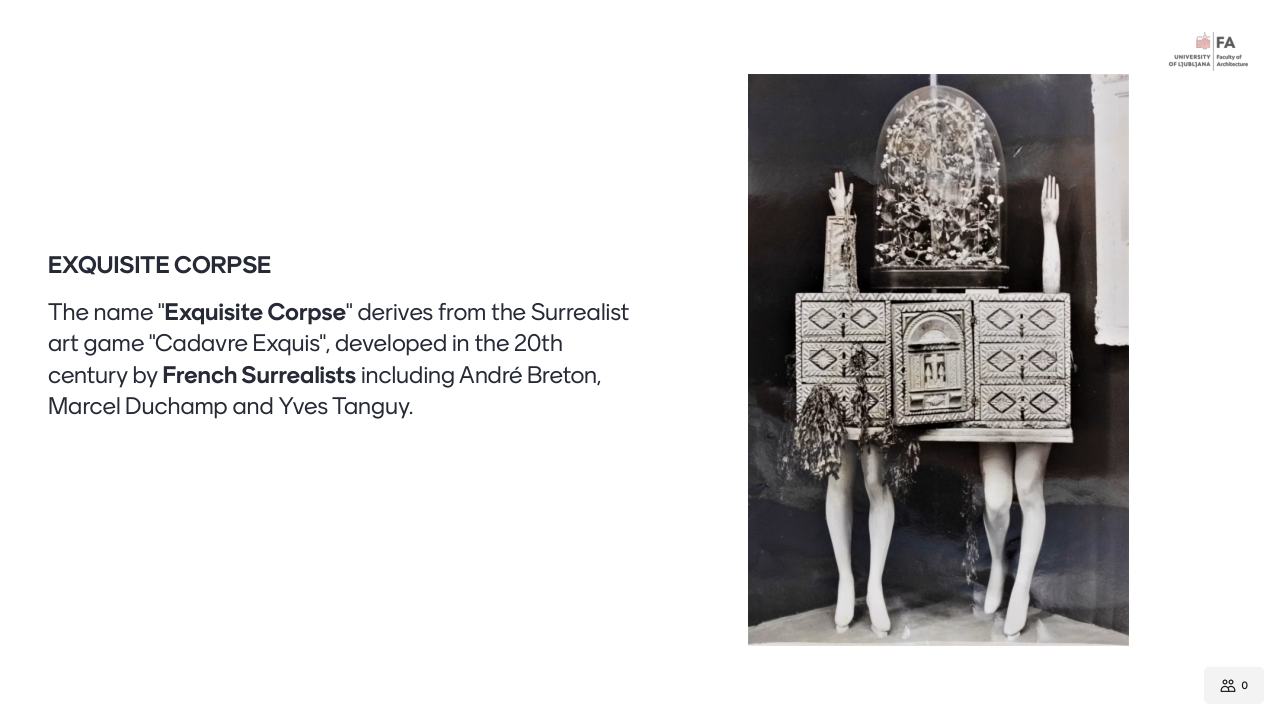 UNIVERSITY
OF LJUBLJANA
FA
Faculty of
Architecture
EXQUISITE CORPSE
The name "Exquisite Corpse" derives from the Surrealist
art game "Cadavre Exquis", developed in the 20th
century by French Surrealists including André Breton,
Marcel Duchamp and Yves Tanguy.
0